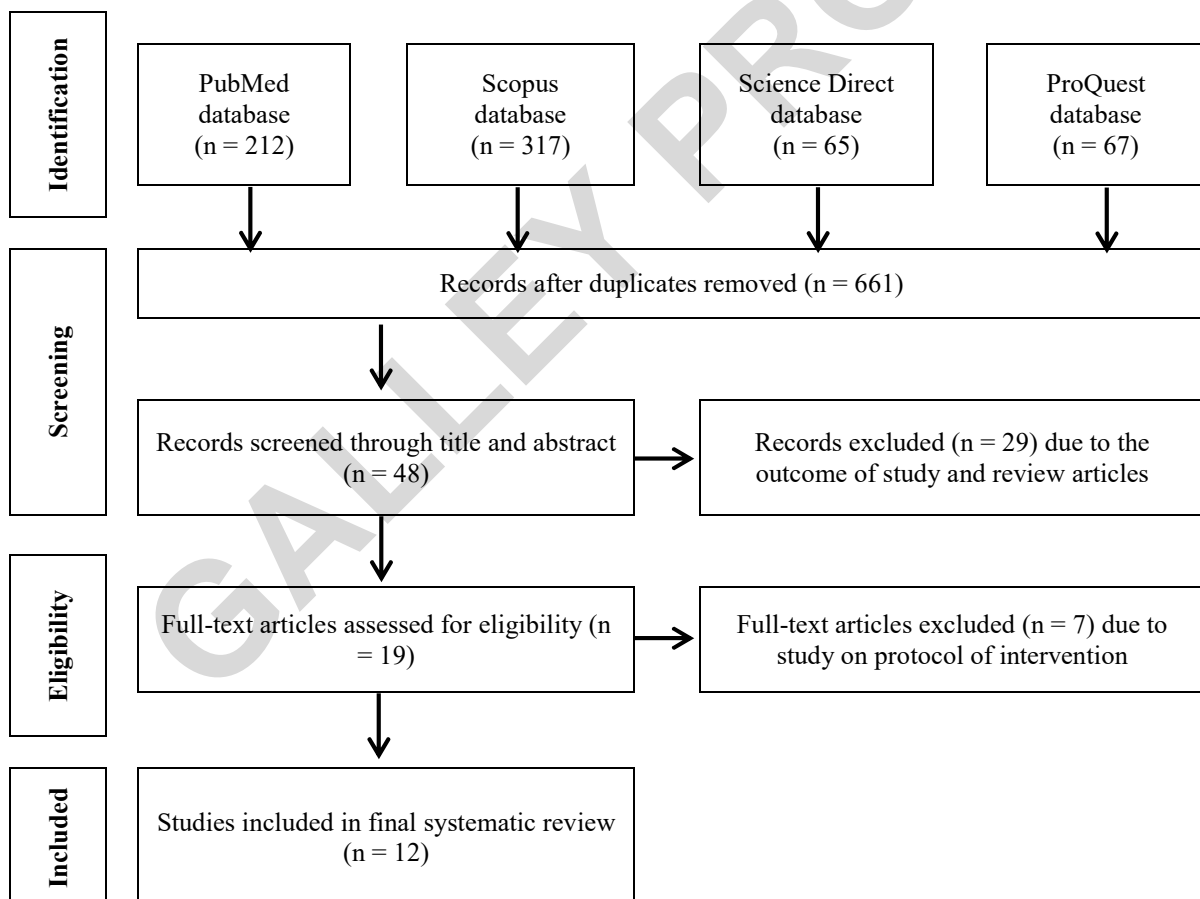 Identification
PubMed
database
(n = 212)
Scopus
database
(n = 317)
Science Direct
database
(n = 65)
ProQuest
database
(n = 67)
Screening
Records after duplicates removed (n = 661)
Records screened through title and abstract
(n = 48)
Records excluded (n = 29) due to the
outcome of study and review articles
Eligibility
Full-text articles assessed for eligibility (n
= 19)
Full-text articles excluded (n = 7) due to
study on protocol of intervention
Included
Studies included in final systematic review
(n = 12)
GALLEY PRO